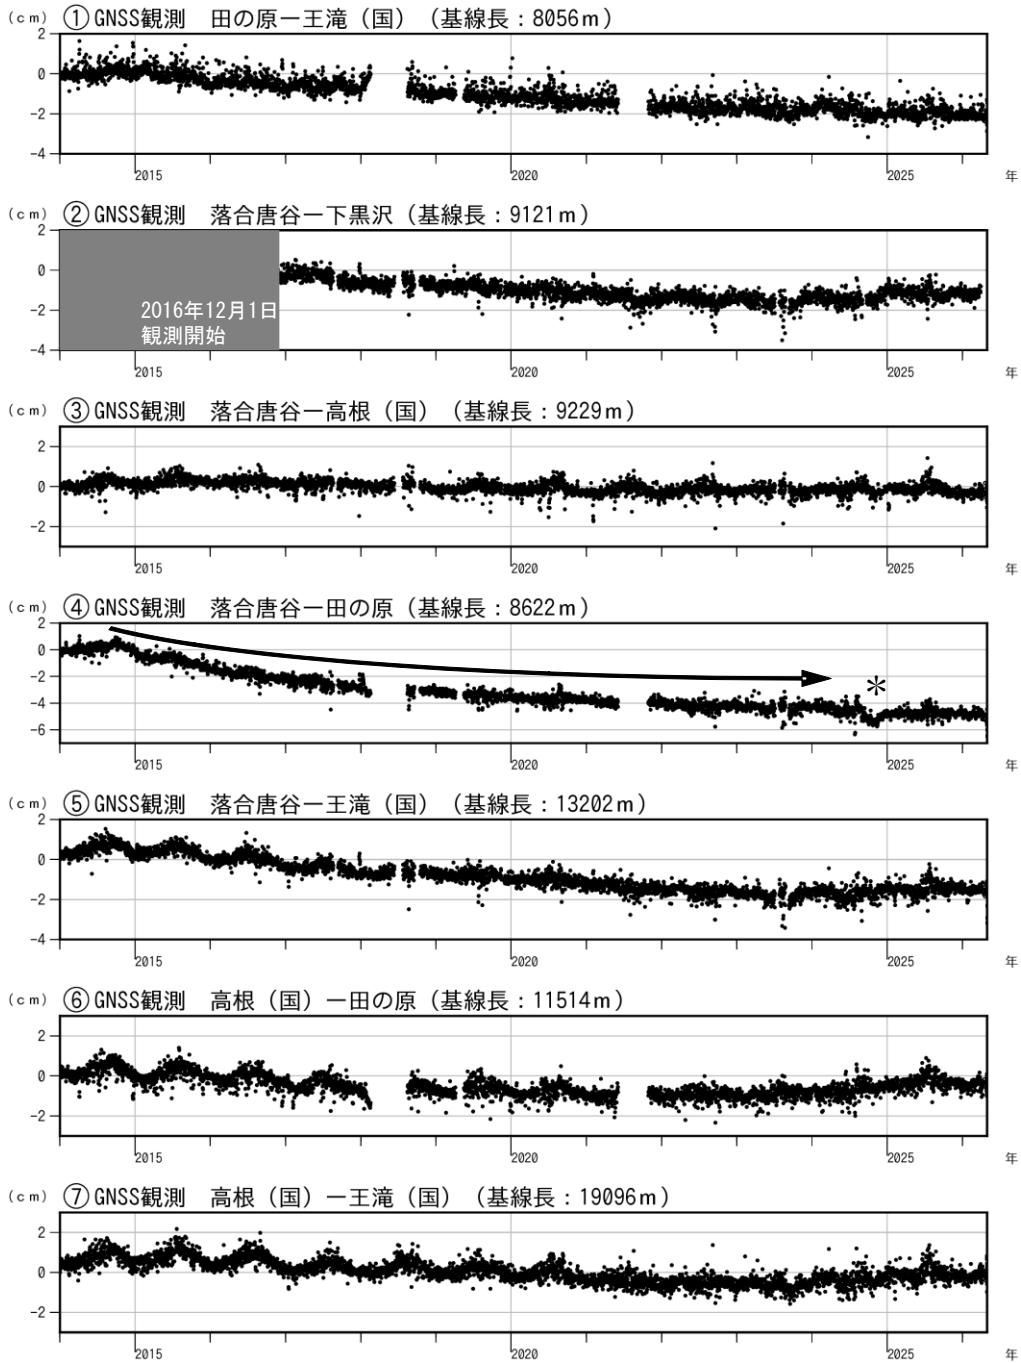 (cm) ①GNSS観測 田の原ー王滝(国)(基線長:8056m)
2
0
-2
-4
2015 2020 2025 年
(cm) ②GNSS観測 落合唐谷ー下黒沢(基線長:9121m)
2
0
-2
-4
2016年12月1日
観測開始
2015 2020 2025 年
(cm) ③GNSS観測 落合唐谷ー高根(国)(基線長:9229m)
2
0
-2
2015 2020 2025 年
(cm) ④GNSS観測 落合唐谷ー田の原(基線長:8622m)
2
0
-2
*
-4
-6
2015 2020 2025 年
(cm) ⑤GNSS観測 落合唐谷ー王滝(国)(基線長:13202m)
2
0
-2
-4
2015 2020 2025 年
(cm) ⑥GNSS観測 高根(国)ー田の原(基線長:11514m)
2
0
-2
2015 2020 2025 年
(cm) ⑦GNSS観測 高根(国)ー王滝(国)(基線長:19096m)
2
0
-2
2015 2020 2025 年